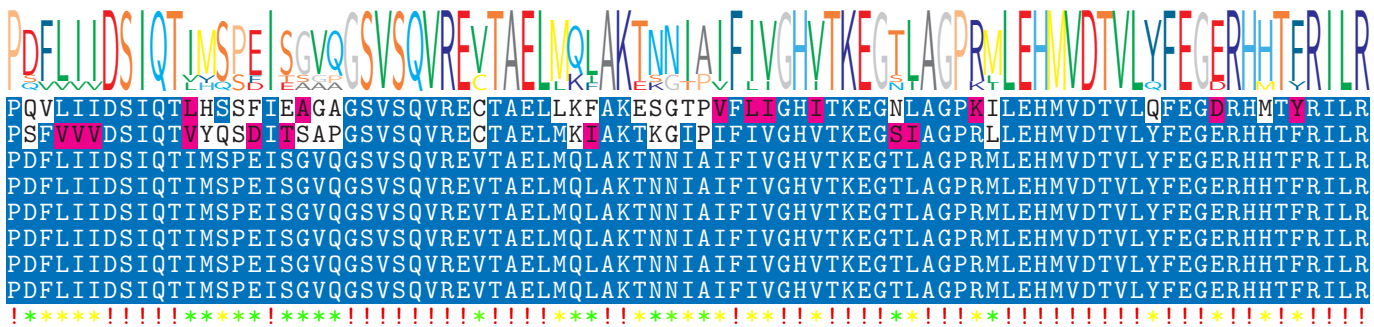 PDFLIIDSIQTIMSPEISGVQGSVSQVREVTAELMQLAKTNNIAIFIVGHVTKEGTLAGPRMLEHMVDTVLYFEGERHHTFRILR
PQVLIIDSIQTLHSSFIEAGAGSVSQVRECTAELLKFAKESGTPVFLIGHITKEGNLAGPKILEHMVDTVLQFEGDRHMTYRILR
PSFVVVDSIQTVYQSDITSAPGSVSQVRECTAELMKIAKTKGIPIFIVGHVTKEGSIAGPRLLEHMVDTVLYFEGERHHTFRILR
PDFLIIDSIQTIMSPEISGVQGSVSQVREVTAELMQLAKTNNIAIFIVGHVTKEGTLAGPRMLEHMVDTVLYFEGERHHTFRILR
PDFLIIDSIQTIMSPEISGVQGSVSQVREVTAELMQLAKTNNIAIFIVGHVTKEGTLAGPRMLEHMVDTVLYFEGERHHTFRILR
PDFLIIDSIQTIMSPEISGVQGSVSQVREVTAELMQLAKTNNIAIFIVGHVTKEGTLAGPRMLEHMVDTVLYFEGERHHTFRILR
PDFLIIDSIQTIMSPEISGVQGSVSQVREVTAELMQLAKTNNIAIFIVGHVTKEGTLAGPRMLEHMVDTVLYFEGERHHTFRILR
PDFLIIDSIQTIMSPEISGVQGSVSQVREVTAELMQLAKTNNIAIFIVGHVTKEGTLAGPRMLEHMVDTVLYFEGERHHTFRILR
PDFLIIDSIQTIMSPEISGVQGSVSQVREVTAELMQLAKTNNIAIFIVGHVTKEGTLAGPRMLEHMVDTVLYFEGERHHTFRILR
!*****!!!!!*****!****!!!!!!!!*!!!!***!!******!**!!*!!!!**!!!**!!!!!!!!!*!!!*!!*!*!!!!